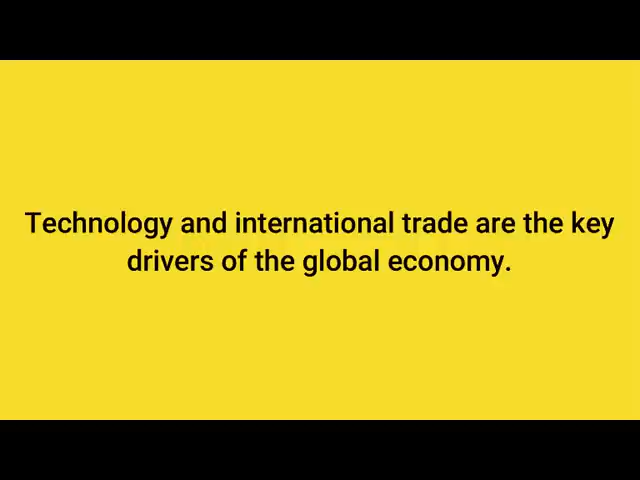 Technology and international trade are the key
drivers of the global economy.